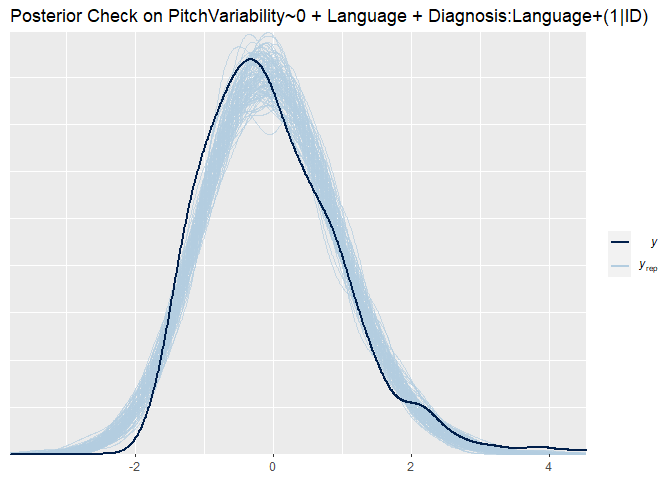 Posterior Check on PitchVariability~0 + Language + Diagnosis:Language+(1|ID)
y
yrep
-2
0
2
4